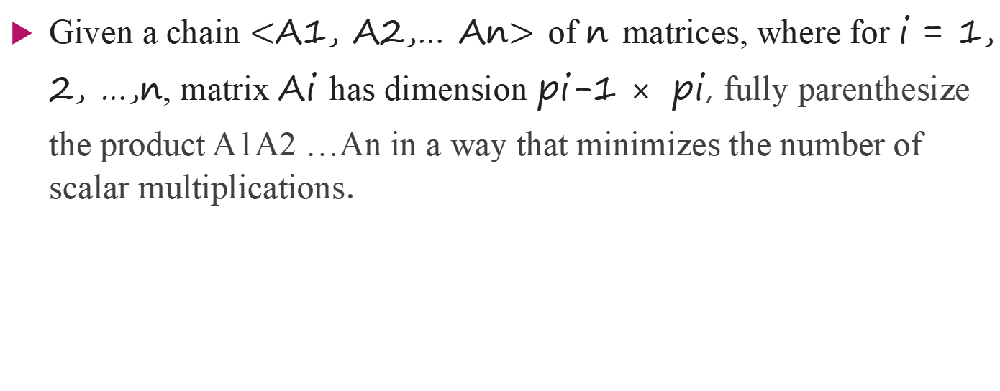 Given a chain <A1, A2,... An> of n matrices, where for i = 1,
2, ...,n, matrix Ai has dimension pi-1 × pi, fully parenthesize
the product A1A2 …An in a way that minimizes the number of
scalar multiplications.